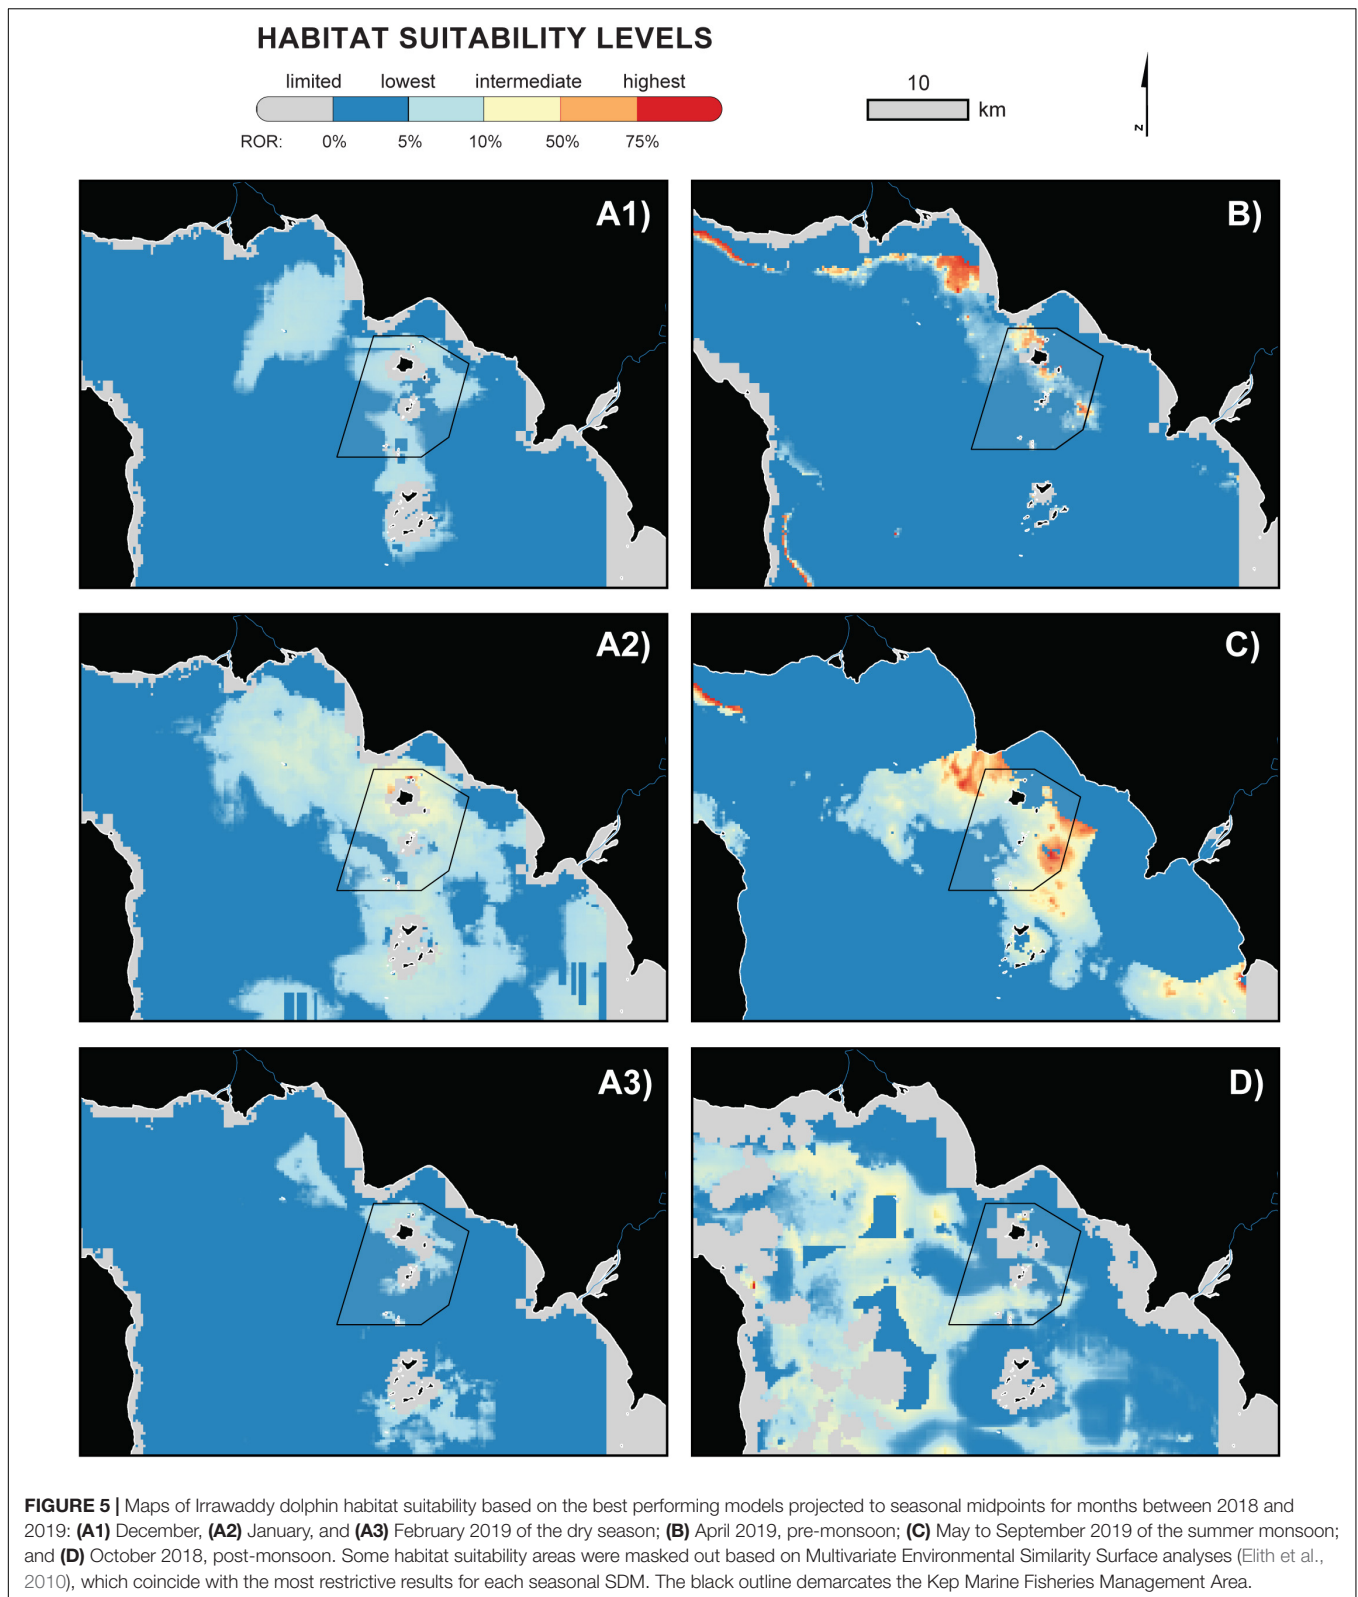 HABITAT SUITABILITY LEVELS
limited lowest intermediate highest
ROR: 0% 5% 10% 50% 75%
10
km
N
A1)
B)
A2)
C)
A3)
D)
FIGURE 5 | Maps of Irrawaddy dolphin habitat suitability based on the best performing models projected to seasonal midpoints for months between 2018 and
2019: (A1) December, (A2) January, and (A3) February 2019 of the dry season; (B) April 2019, pre-monsoon; (C) May to September 2019 of the summer monsoon;
and (D) October 2018, post-monsoon. Some habitat suitability areas were masked out based on Multivariate Environmental Similarity Surface analyses (Elith et al.,
2010), which coincide with the most restrictive results for each seasonal SDM. The black outline demarcates the Kep Marine Fisheries Management Area.